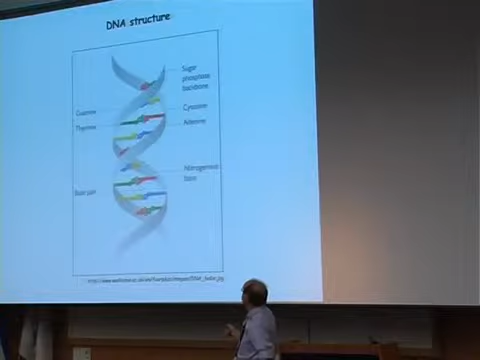 DNA structure
Sugar
phosphate
backbone
Guanine
Cytosine
Thymine
Adenine
Nitrogenous
base
Base pair